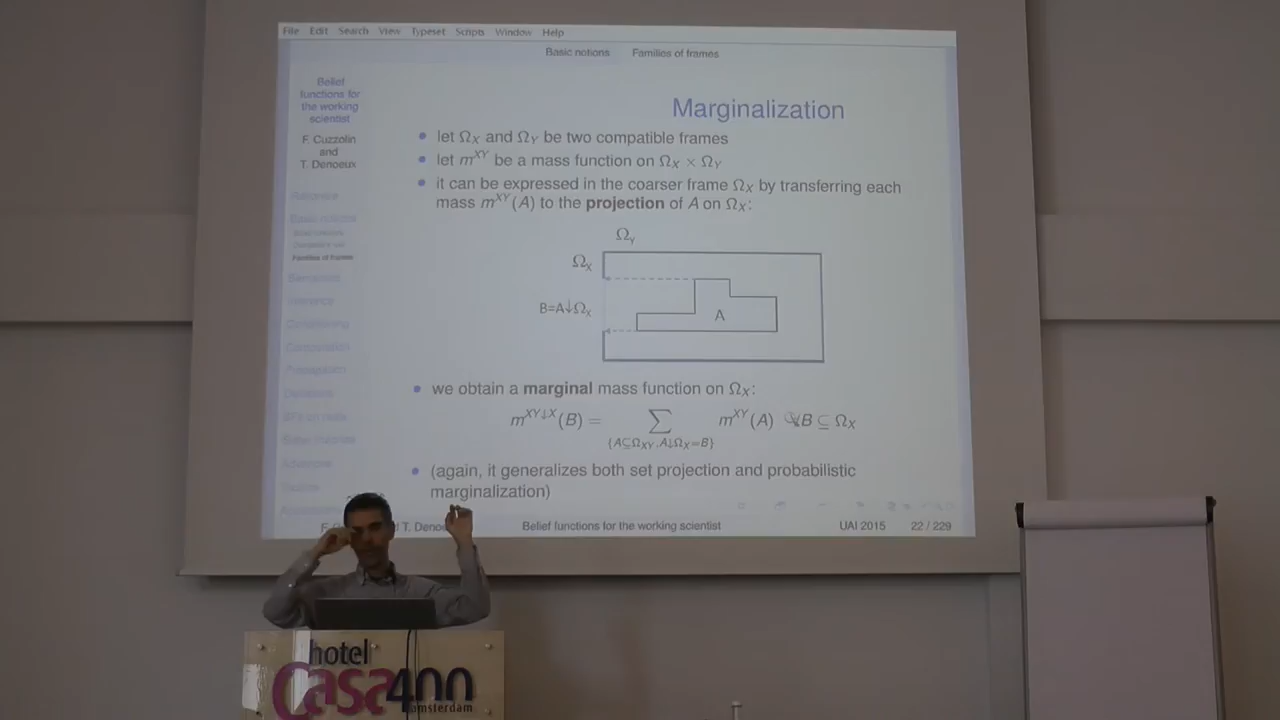 File Edit Search View Typeset Scripts Window Help
Basic notions Families of frames
Belief
functions for
the working
scientist
F. Cuzzolin
and
T. Denoeux
Families of frames
Marginalization
• let Ω_X and Ω_Y be two compatible frames
• let m^{XY} be a mass function on Ω_X × Ω_Y
• it can be expressed in the coarser frame Ω_X by transferring each
mass m^{XY}(A) to the projection of A on Ω_X:
Ω_Y
Ω_X
B=A↓Ω_X
A
• we obtain a marginal mass function on Ω_X:
m^{XY↓X}(B) = ∑ m^{XY}(A) ∀B ⊆ Ω_X
{A⊆Ω_{XY},A↓Ω_X=B}
• (again, it generalizes both set projection and probabilistic
marginalization)
Belief functions for the working scientist UAI 2015 22 / 229
hotel
Casa400
amsterdam